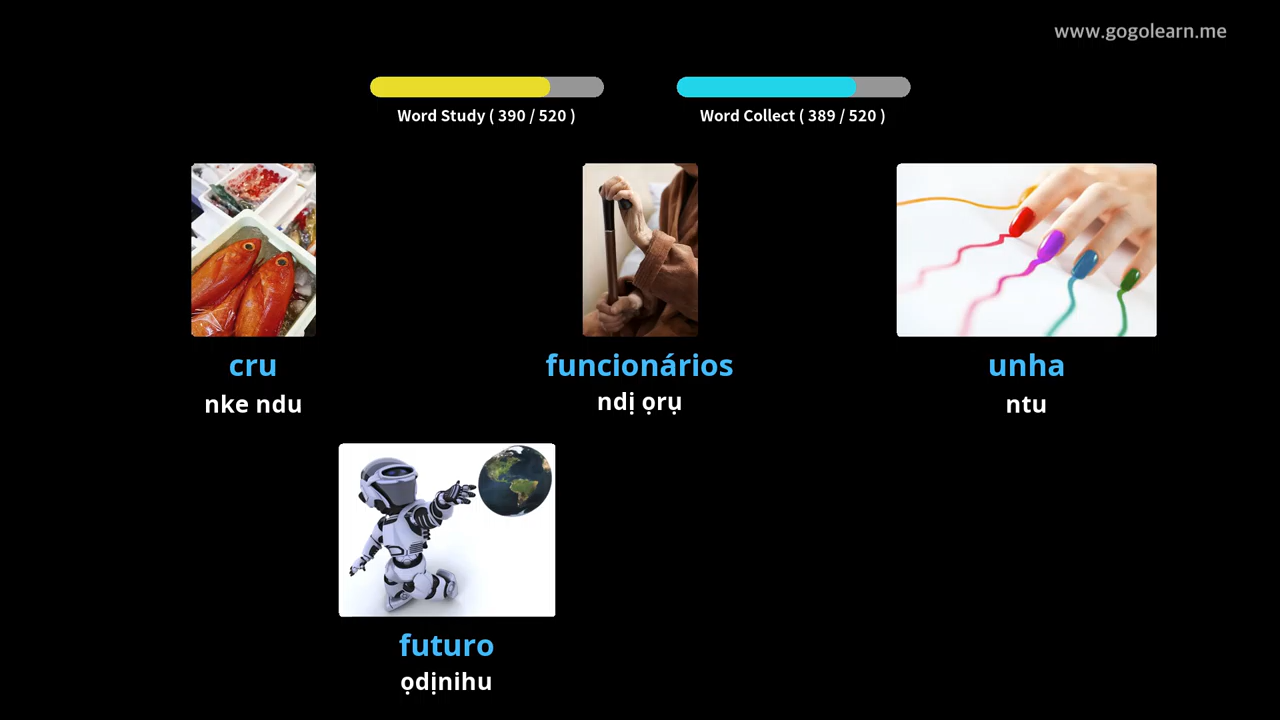 www.gogolearn.me
Word Study ( 390 / 520 )
Word Collect ( 389 / 520 )
cru
nke ndu
funcionários
ndị ọrụ
unha
ntu
futuro
ọdịnihu